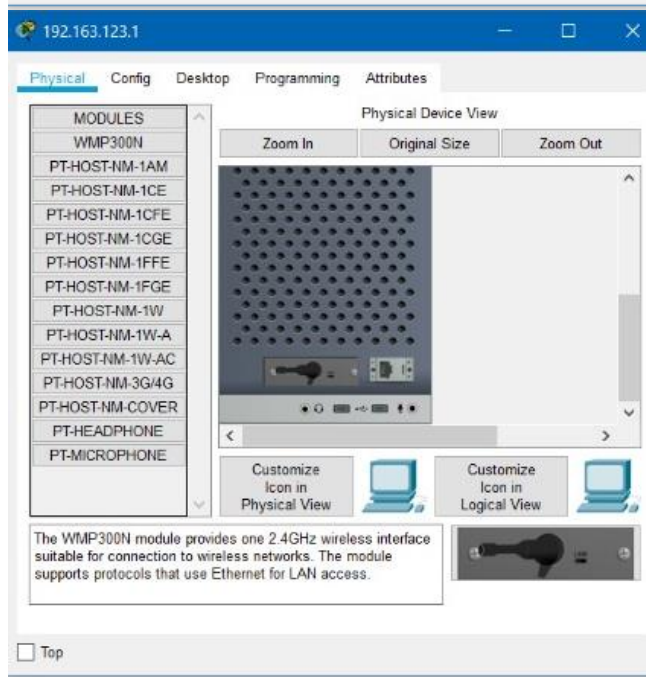 192.163.123.1
Physical Config Desktop Programming Attributes
MODULES
WMP300N
PT-HOST-NM-1AM
PT-HOST-NM-1CE
PT-HOST-NM-1CFE
PT-HOST-NM-1CGE
PT-HOST-NM-1FFE
PT-HOST-NM-1FGE
PT-HOST-NM-1W
PT-HOST-NM-1W-A
PT-HOST-NM-1W-AC
PT-HOST-NM-3G/4G
PT-HOST-NM-COVER
PT-HEADPHONE
PT-MICROPHONE
Physical Device View
Zoom In Original Size Zoom Out
Customize
Icon in
Physical View
Customize
Icon in
Logical View
The WMP300N module provides one 2.4GHz wireless interface
suitable for connection to wireless networks. The module
supports protocols that use Ethernet for LAN access.
Top